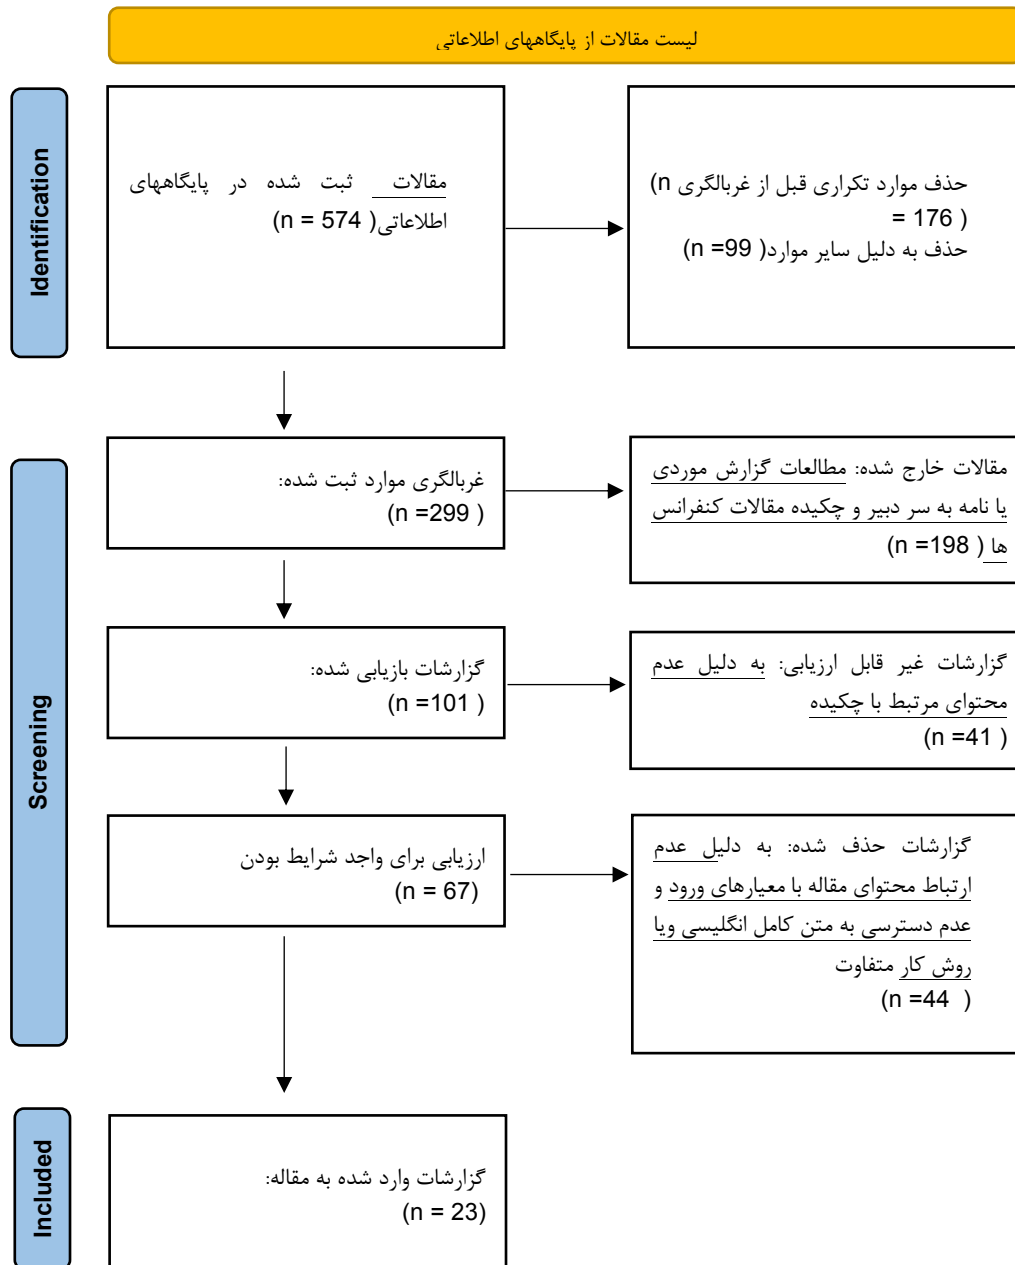 لیست مقالات از پایگاههای اطلاعاتی
Identification
مقالات ثبت شده در پایگاههای
اطلاعاتی( n = 574)
حذف موارد تکراری قبل از غربالگری n)
= 176 )
حذف به دلیل سایر موارد( n =99)
Screening
غربالگری موارد ثبت شده:
(n =299 )
مقالات خارج شده: مطالعات گزارش موردی
یا نامه به سر دبیر و چکیده مقالات کنفرانس
ها ( n =198)
گزارشات بازیابی شده:
(n =101 )
گزارشات غیر قابل ارزیابی: به دلیل عدم
محتوای مرتبط با چکیده
(n =41 )
ارزیابی برای واجد شرایط بودن
(n = 67)
گزارشات حذف شده: به دلیل عدم
ارتباط محتوای مقاله با معیارهای ورود و
عدم دسترسی به متن کامل انگلیسی ویا
روش کار متفاوت
(n =44 )
Included
گزارشات وارد شده به مقاله:
(n = 23)